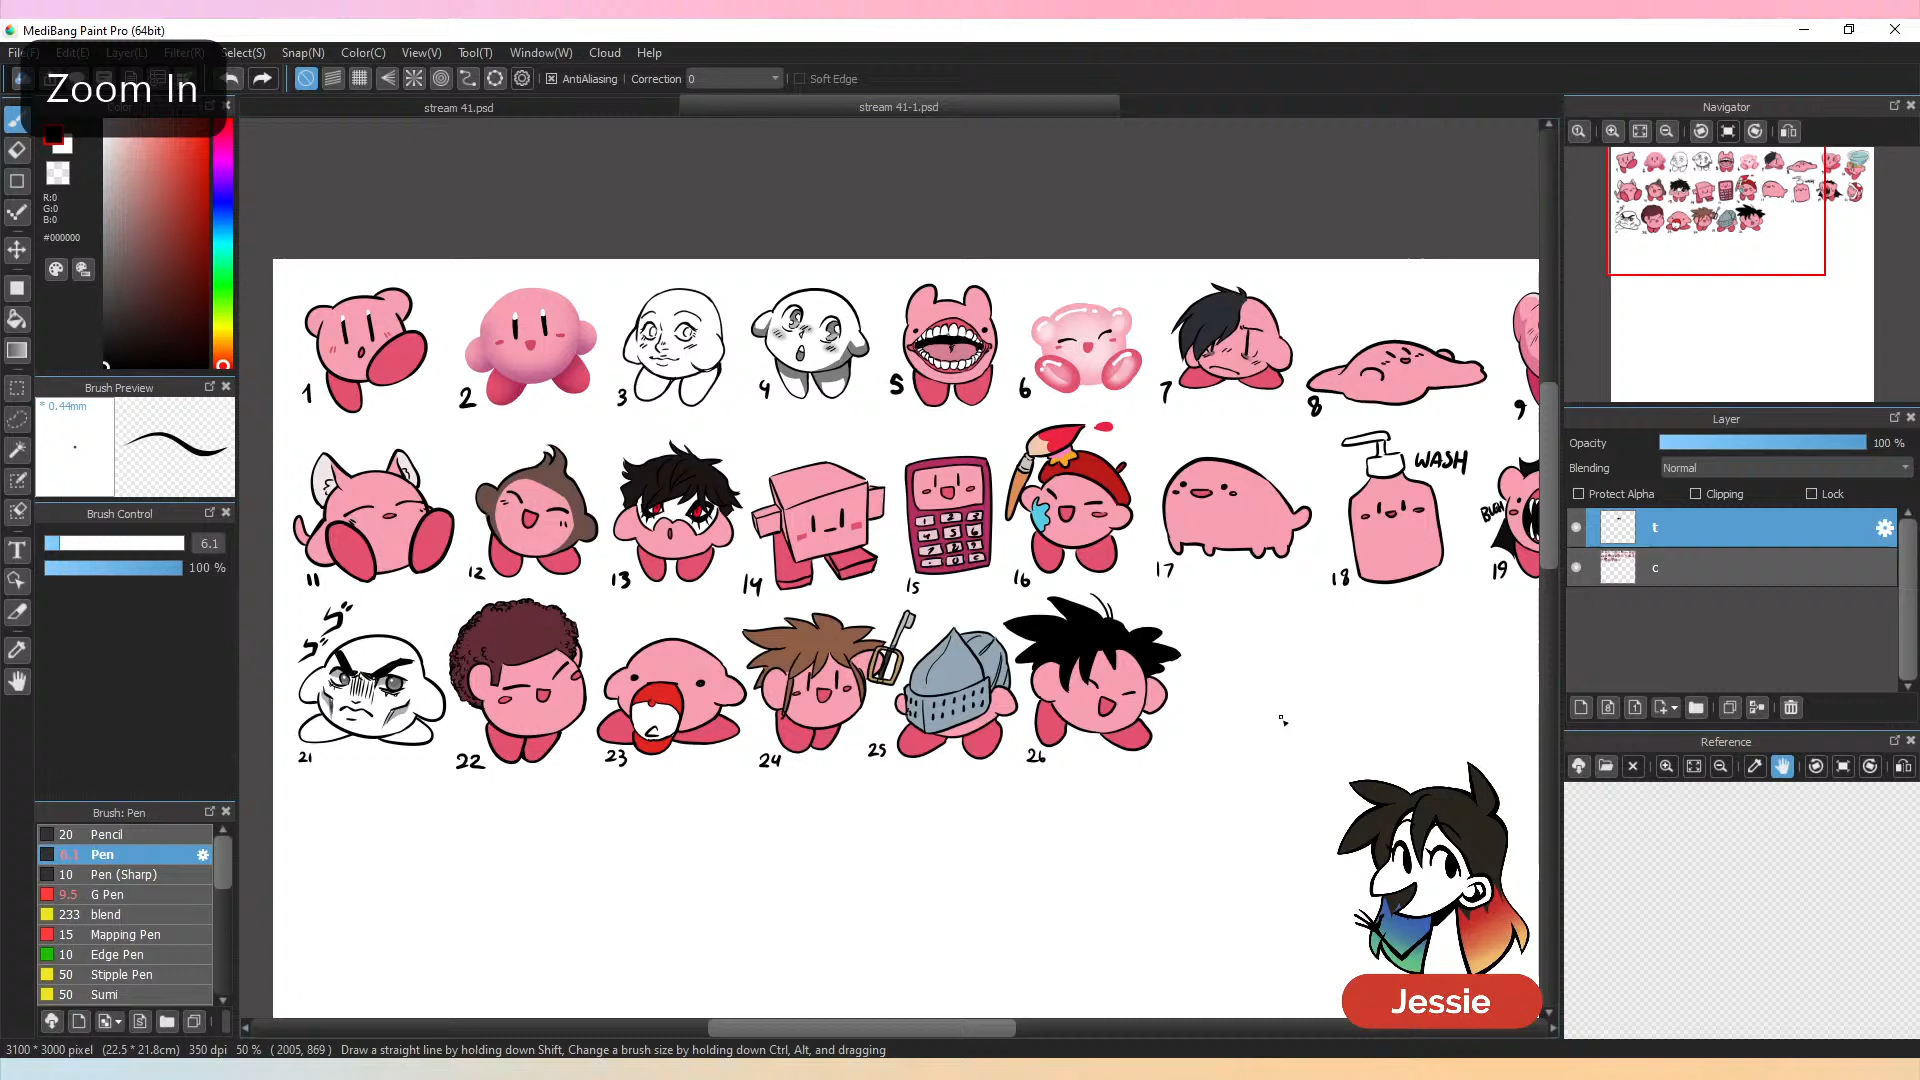 MediBang Paint Pro (64bit)
File(F) Edit(E) Layer(L) Filter(R) Select(S) Snap(N) Color(C) View(V) Tool(T) Window(W) Cloud Help
Zoom In
AntiAliasing Correction 0 Soft Edge
Color
stream 41.psd
stream 41-1.psd
Navigator
R:0
G:0
B:0
#000000
Brush Preview
* 0.44mm
Brush Control
6.1
100 %
Brush: Pen
20 Pencil
6.1 Pen
10 Pen (Sharp)
9.5 G Pen
233 blend
15 Mapping Pen
10 Edge Pen
50 Stipple Pen
50 Sumi
1 2 3 4 5 6 7 8 9
WASH
11 12 13 14 15 16 17 18 19
ゴゴ
21 22 23 24 25 26
Jessie
Layer
Opacity 100 %
Blending Normal
Protect Alpha Clipping Lock
t
c
Reference
3100 * 3000 pixel (22.5 * 21.8cm) 350 dpi 50 % ( 2005, 869 ) Draw a straight line by holding down Shift, Change a brush size by holding down Ctrl, Alt, and dragging